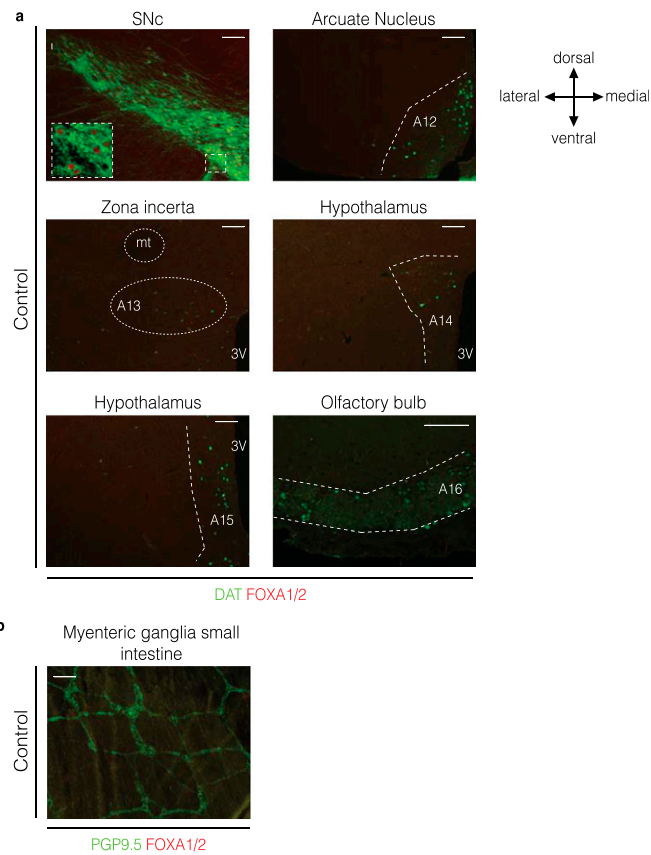 a
SNc
Arcuate Nucleus
A12
dorsal
lateral
medial
ventral
Zona incerta
Hypothalamus
mt
A13
3V
A14
3V
Control
Hypothalamus
Olfactory bulb
3V
A15
A16
DAT FOXA1/2
b
Myenteric ganglia small
intestine
Control
PGP9.5 FOXA1/2